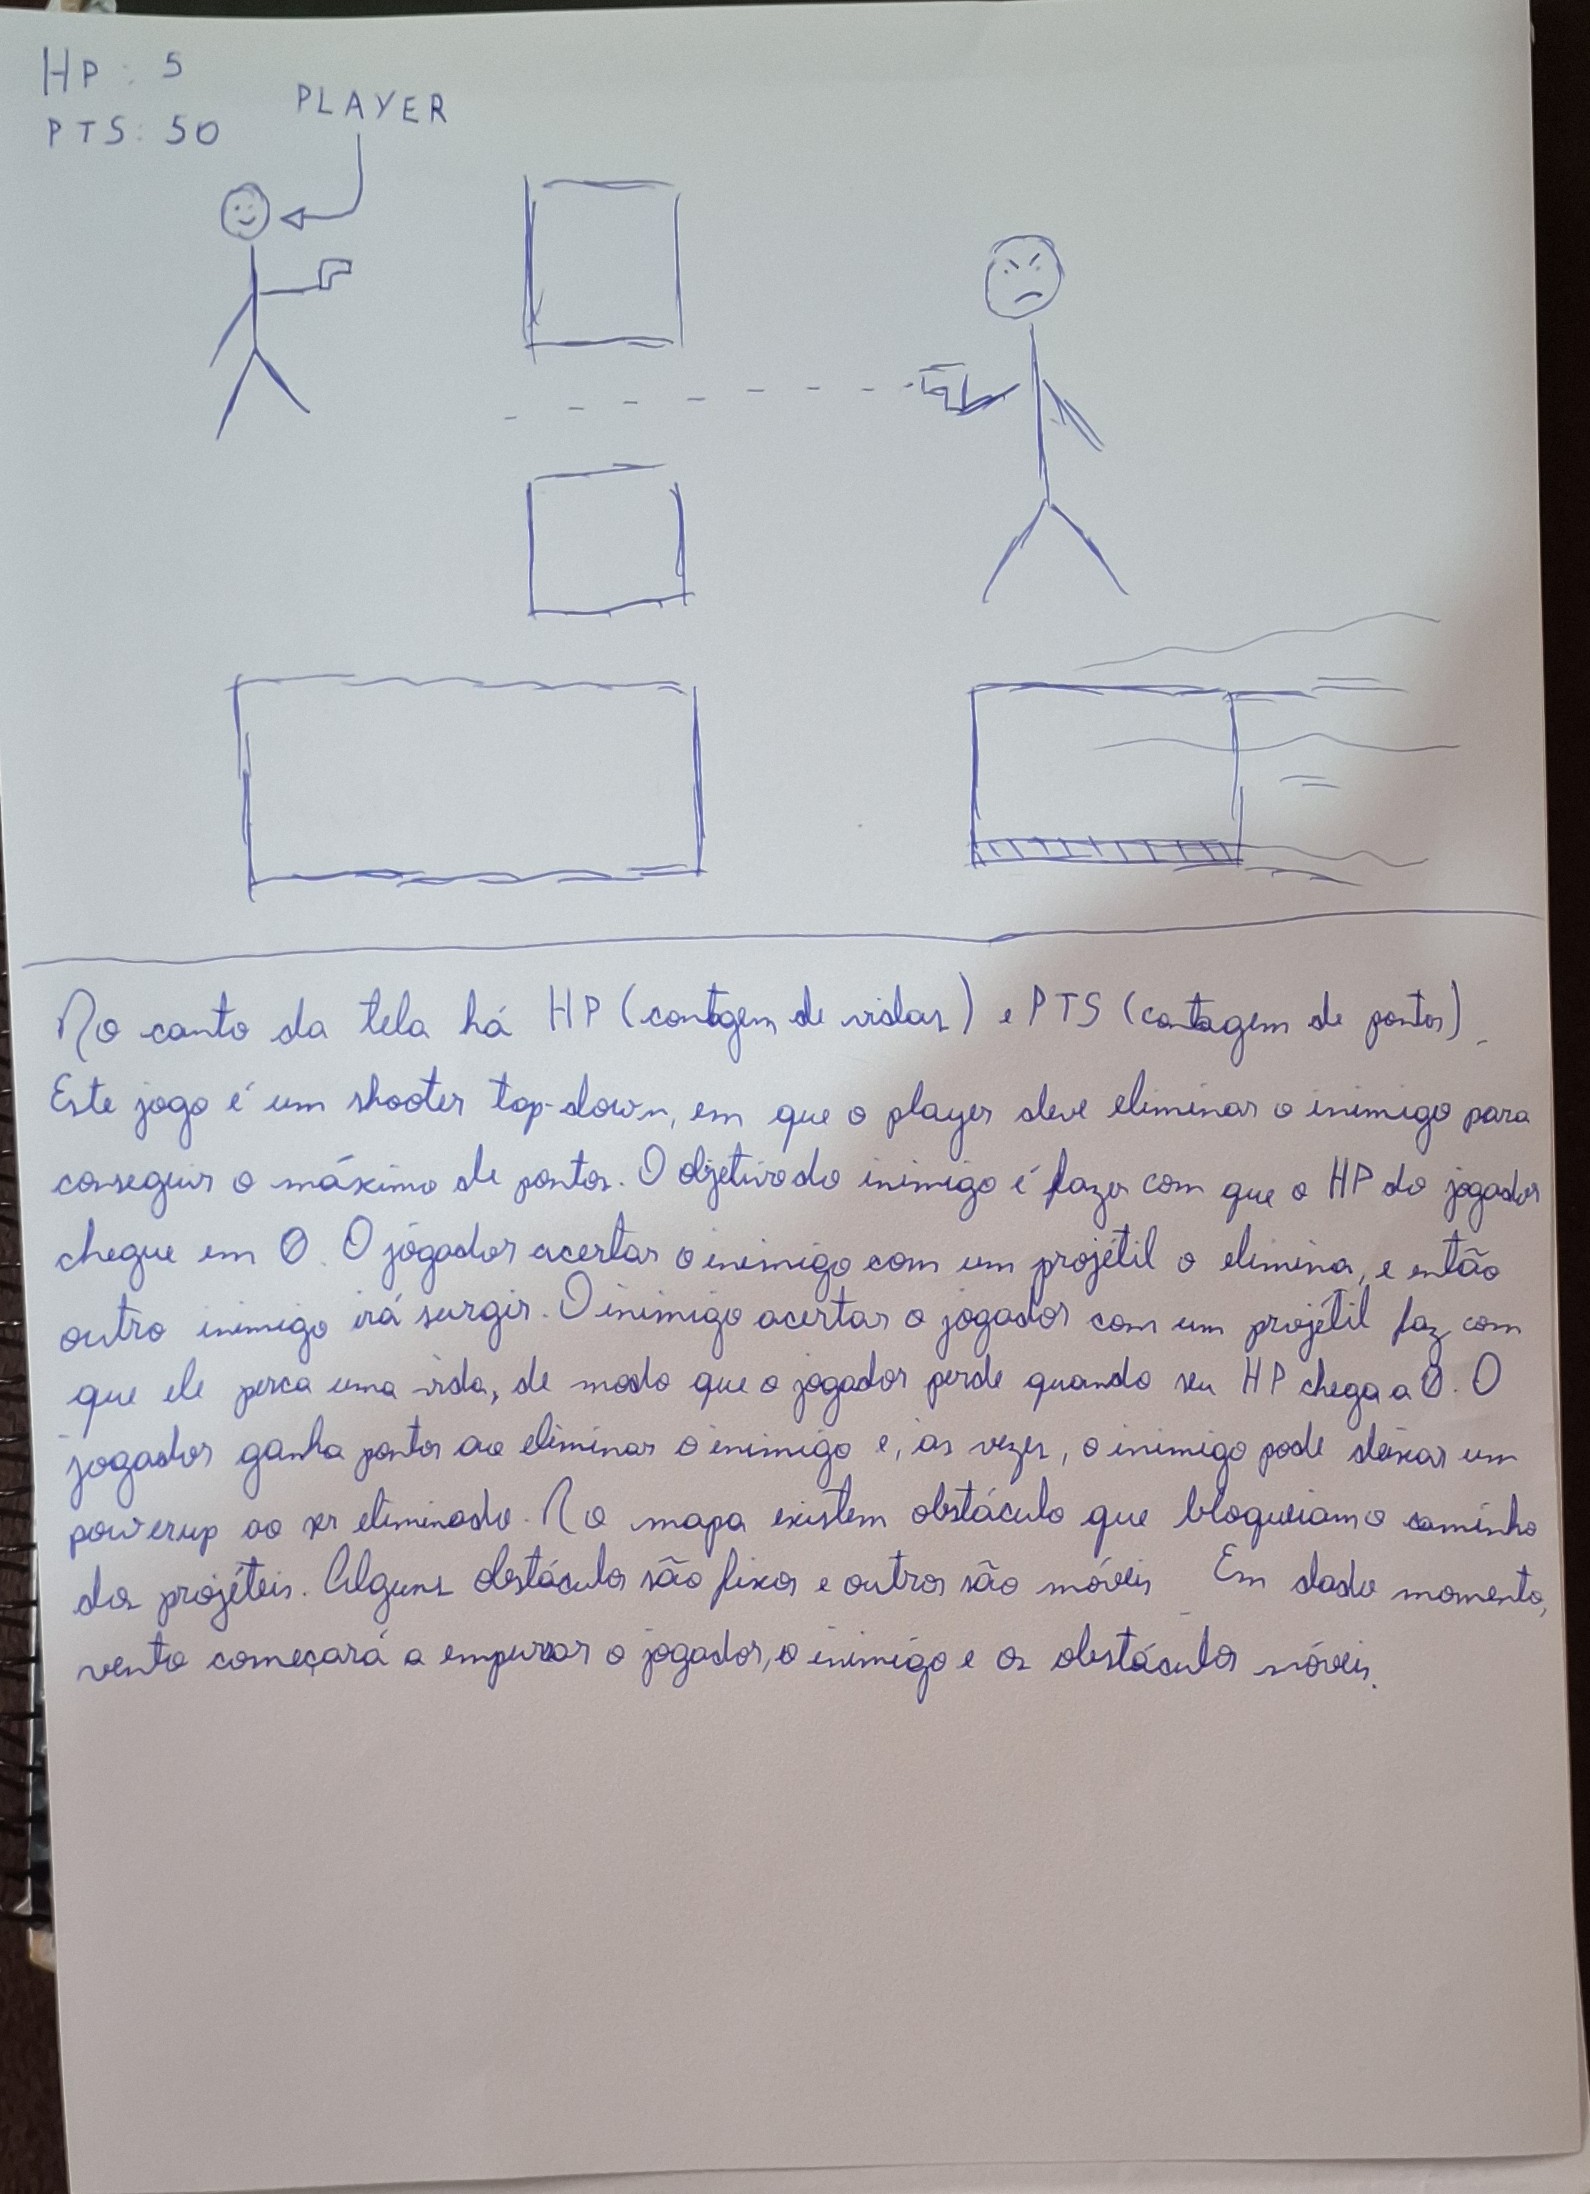 HP: 5
PLAYER
PTS: 50
No canto da tela há HP (contagem de vidas) e PTS (contagem de pontos).
Este jogo é um shooter top-down, em que o player deve eliminar o inimigo para
conseguir o máximo de pontos. O objetivo do inimigo é fazer com que o HP do jogador
chegue em 0. O jogador acertar o inimigo com um projétil o elimina, e então
outro inimigo irá surgir. O inimigo acertar o jogador com um projétil faz com
que ele perca uma vida, de modo que o jogador perde quando seu HP chega a 0. O
jogador ganha pontos ao eliminar o inimigo e, às vezes, o inimigo pode deixar um
powerup ao ser eliminado. No mapa existem obstáculo que bloqueiam o caminho
dos projéteis. Alguns obstáculos são fixos e outros são móveis. Em dado momento,
vento começará a empurrar o jogador, o inimigo e os obstáculos móveis.